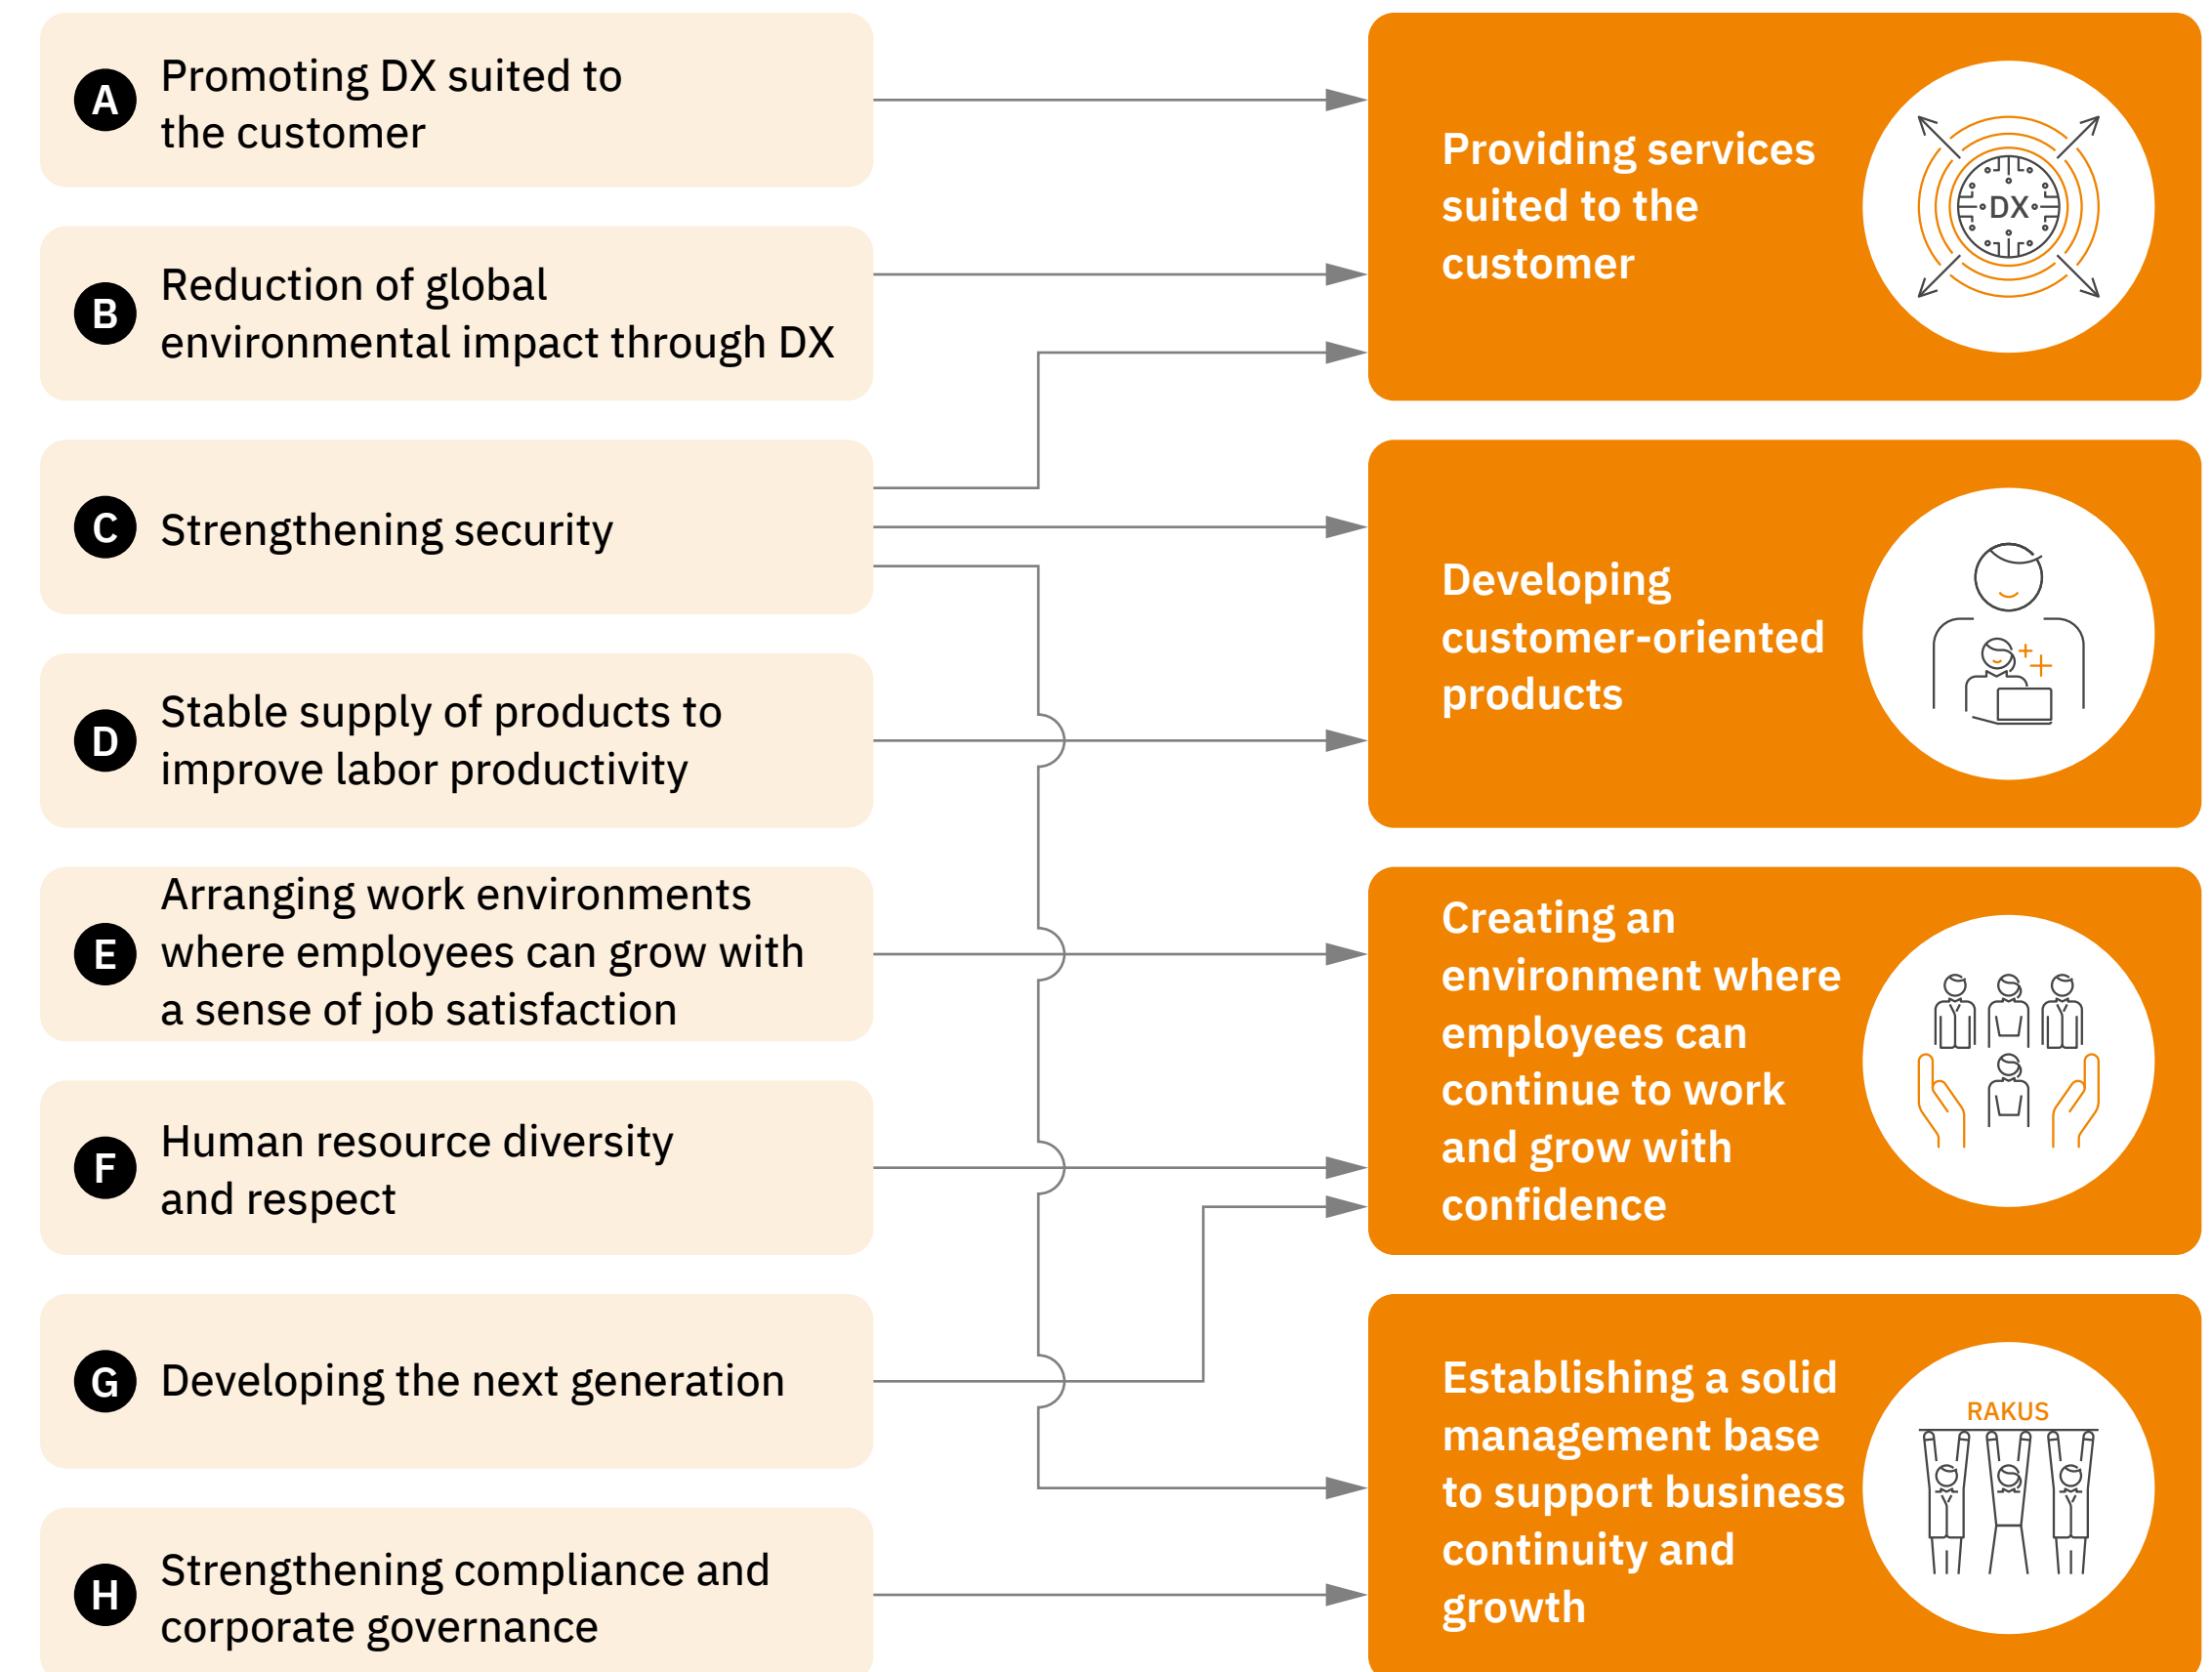 A
Promoting DX suited to
the customer
B
Reduction of global
environmental impact through DX
C
Strengthening security
D
Stable supply of products to
improve labor productivity
E
Arranging work environments
where employees can grow with
a sense of job satisfaction
F
Human resource diversity
and respect
G
Developing the next generation
H
Strengthening compliance and
corporate governance
Providing services
suited to the
customer
DX
Developing
customer-oriented
products
Creating an
environment where
employees can
continue to work
and grow with
confidence
Establishing a solid
management base
to support business
continuity and
growth
RAKUS